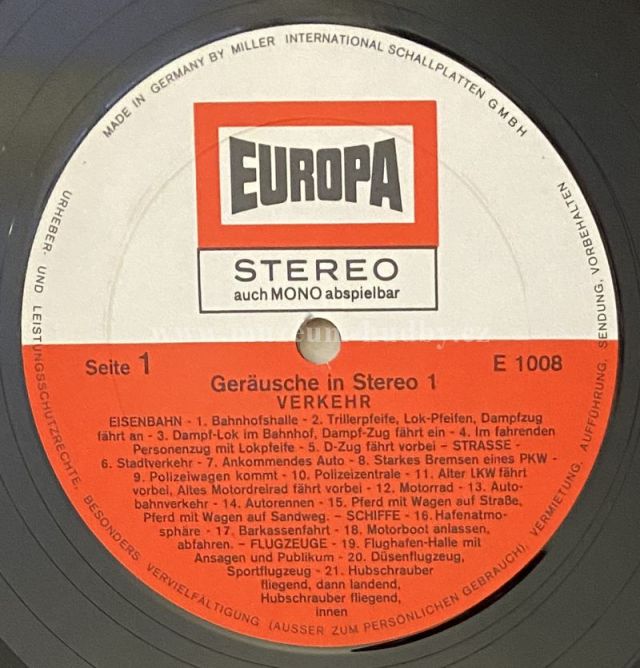 MADE IN GERMANY BY MILLER INTERNATIONAL SCHALLPLATTEN GMBH
EUROPA
STEREO
auch MONO abspielbar
www.muzeum-hudby.cz
Seite 1
E 1008
Geräusche in Stereo 1
VERKEHR
EISENBAHN - 1. Bahnhofshalle - 2. Trillerpfeife, Lok-Pfeifen, Dampfzug
fährt an - 3. Dampf-Lok im Bahnhof, Dampf-Zug fährt ein - 4. Im fahrenden
Personenzug mit Lokpfeife - 5. D-Zug fährt vorbei – STRASSE -
6. Stadtverkehr - 7. Ankommendes Auto - 8. Starkes Bremsen eines PKW -
9. Polizeiwagen kommt - 10. Polizeizentrale - 11. Alter LKW fährt
vorbei, Altes Motordreirad fährt vorbei - 12. Motorrad - 13. Auto-
bahnverkehr - 14. Autorennen - 15. Pferd mit Wagen auf Straße,
Pferd mit Wagen auf Sandweg. – SCHIFFE - 16. Hafenatmo-
sphäre - 17. Barkassenfahrt - 18. Motorboot anlassen,
abfahren. – FLUGZEUGE - 19. Flughafen-Halle mit
Ansagen und Publikum - 20. Düsenflugzeug,
Sportflugzeug - 21. Hubschrauber
fliegend, dann landend,
Hubschrauber fliegend,
innen
URHEBER- UND LEISTUNGSSCHUTZRECHTE, BESONDERS VERVIELFÄLTIGUNG (AUSSER ZUM PERSÖNLICHEN GEBRAUCH), VERMIETUNG, AUFFÜHRUNG, SENDUNG, VORBEHALTEN